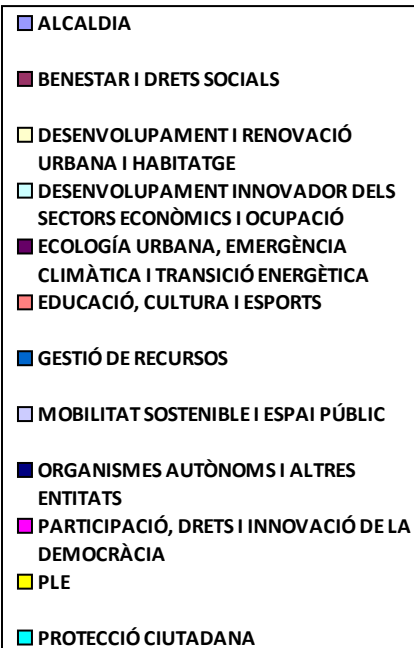 ALCALDIA
BENESTAR I DRETS SOCIALS
DESENVOLUPAMENT I RENOVACIÓ
URBANA I HABITATGE
DESENVOLUPAMENT INNOVADOR DELS
SECTORS ECONÒMICS I OCUPACIÓ
ECOLOGÍA URBANA, EMERGÈNCIA
CLIMÀTICA I TRANSICIÓ ENERGÈTICA
EDUCACIÓ, CULTURA I ESPORTS
GESTIÓ DE RECURSOS
MOBILITAT SOSTENIBLE I ESPAI PÚBLIC
ORGANISMES AUTÒNOMS I ALTRES
ENTITATS
PARTICIPACIÓ, DRETS I INNOVACIÓ DE LA
DEMOCRÀCIA
PLE
PROTECCIÓ CIUTADANA